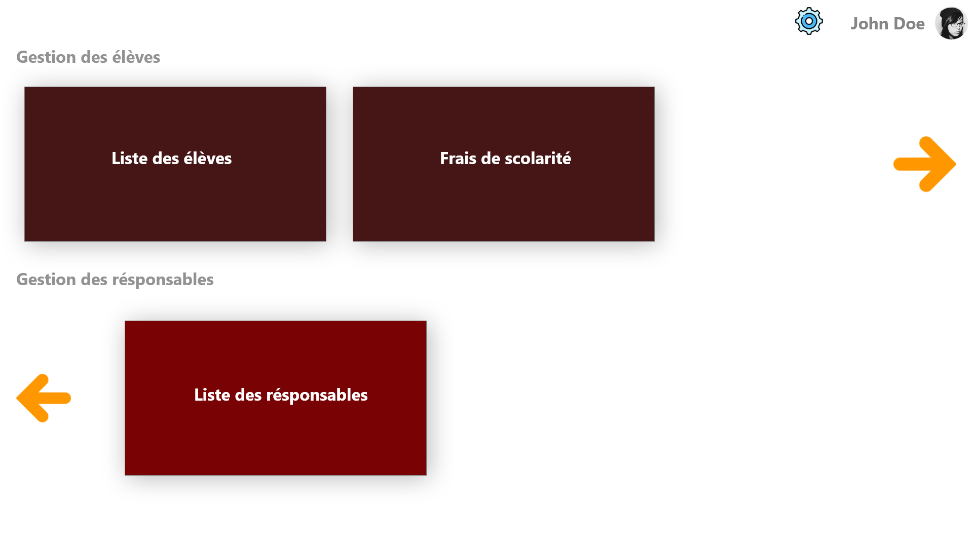 John Doe
Gestion des élèves
Liste des élèves
Frais de scolarité
Gestion des résponsables
Liste des résponsables